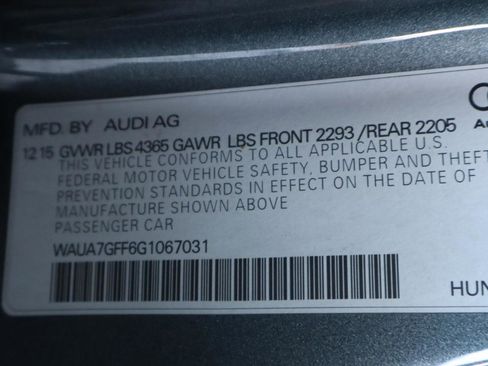 MFD. BY AUDI AG
12 15 GVWR LBS 4365 GAWR LBS FRONT 2293 /REAR 2205
THIS VEHICLE CONFORMS TO ALL APPLICABLE U.S.
FEDERAL MOTOR VEHICLE SAFETY, BUMPER AND THEFT
PREVENTION STANDARDS IN EFFECT ON THE DATE OF
MANUFACTURE SHOWN ABOVE
PASSENGER CAR
WAUA7GFF6G1067031